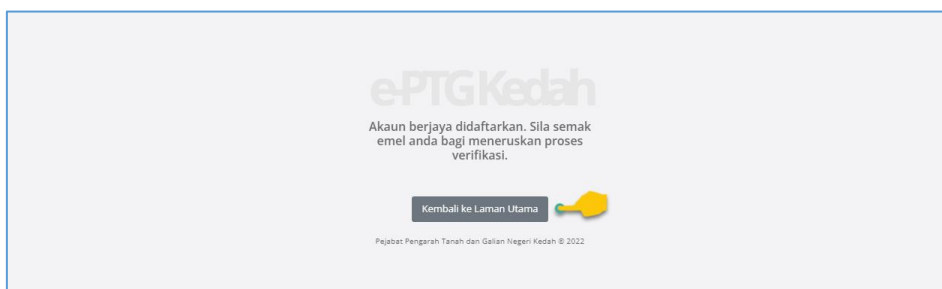 e-PTG Kedah
Akaun berjaya didaftarkan. Sila semak
emel anda bagi meneruskan proses
verifikasi.
Kembali ke Laman Utama
Pejabat Pengarah Tanah dan Galian Negeri Kedah © 2022